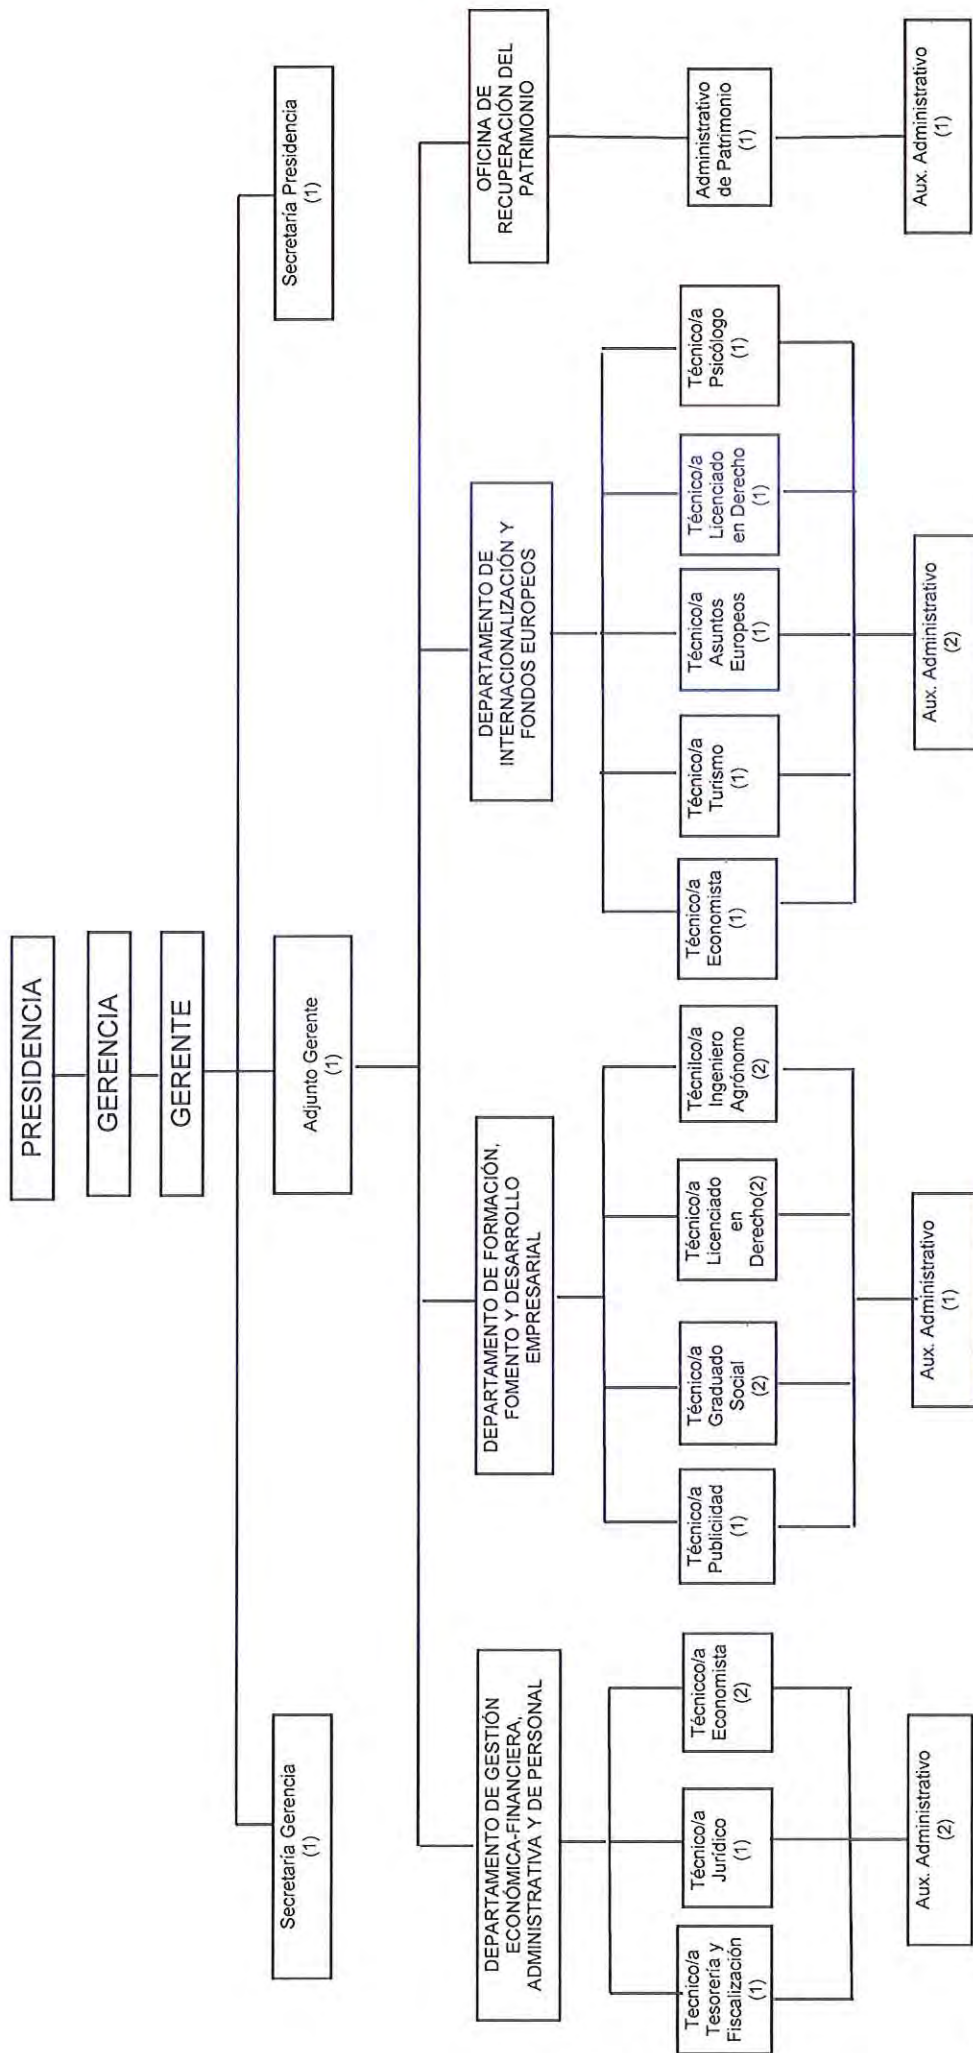 PRESIDENCIA
GERENCIA
GERENTE
Secretaría Gerencia
(1)
Adjunto Gerente
(1)
Secretaría Presidencia
(1)
DEPARTAMENTO DE GESTIÓN
ECONÓMICA-FINANCIERA,
ADMINISTRATIVA Y DE PERSONAL
DEPARTAMENTO DE FORMACIÓN,
FOMENTO Y DESARROLLO
EMPRESARIAL
DEPARTAMENTO DE
INTERNACIONALIZACIÓN Y
FONDOS EUROPEOS
OFICINA DE
RECUPERACIÓN DEL
PATRIMONIO
Tecnico/a
Tesorería y
Fiscalización
(1)
Técnico/a
Jurídico
(1)
Técnicco/a
Economista
(2)
Técnico/a
Publiciidad
(1)
Técnico/a
Graduado
Social
(2)
Técnico/a
Licenciado
en
Derecho(2)
Técnilco/a
Ingeniero
Agrónomo
(2)
Técnico/a
Economista
(1)
Técnico/a
Turismo
(1)
Técnico/a
Asuntos
Europeos
(1)
Técnico/a
Licenciado
en Derecho
(1)
Técnico/a
Psicólogo
(1)
Administrativo
de Patrimonio
(1)
Aux. Administrativo
(2)
Aux. Administrativo
(1)
Aux. Administrativo
(2)
Aux. Administrativo
(1)